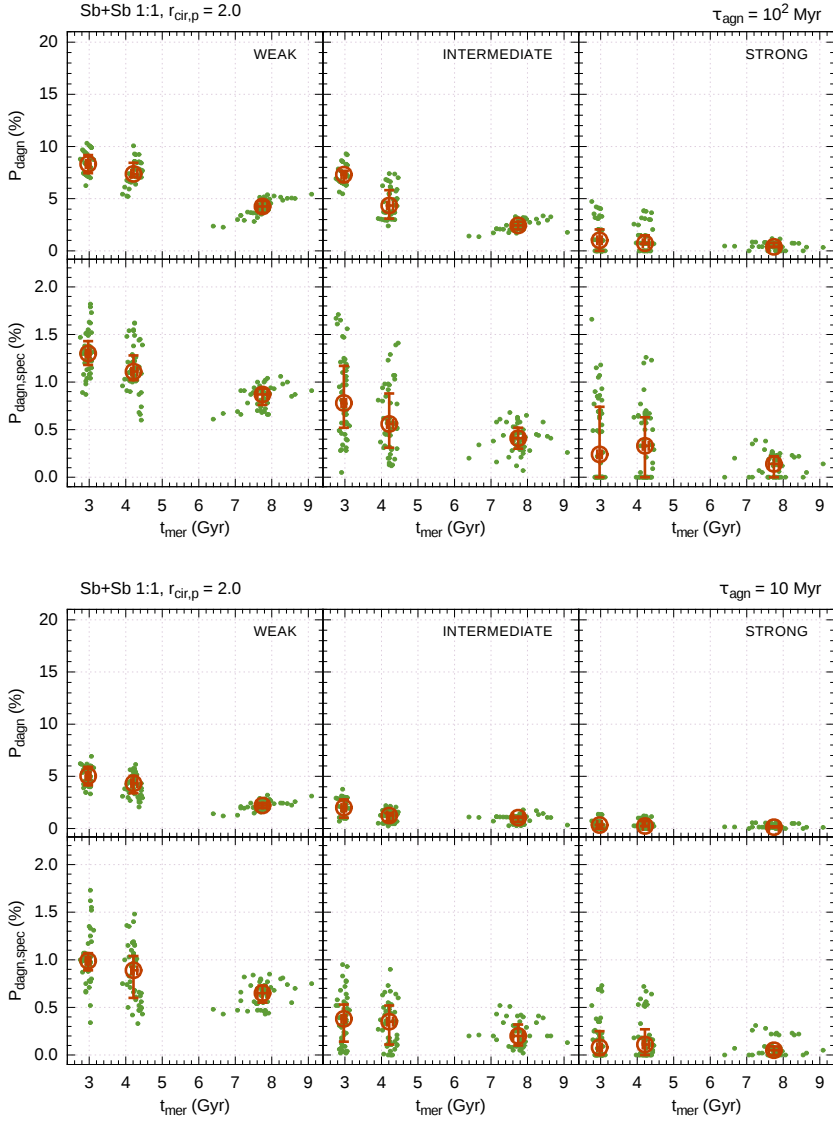 Sb+Sb 1:1, r_cir,p = 2.0 τ_agn = 10² Myr
WEAK INTERMEDIATE STRONG
20
15
10
5
0
P_dagn (%)
2.0
1.5
1.0
0.5
0.0
P_dagn,spec (%)
3 4 5 6 7 8 9 3 4 5 6 7 8 9 3 4 5 6 7 8 9
t_mer (Gyr) t_mer (Gyr) t_mer (Gyr)
Sb+Sb 1:1, r_cir,p = 2.0 τ_agn = 10 Myr
WEAK INTERMEDIATE STRONG
20
15
10
5
0
P_dagn (%)
2.0
1.5
1.0
0.5
0.0
P_dagn,spec (%)
3 4 5 6 7 8 9 3 4 5 6 7 8 9 3 4 5 6 7 8 9
t_mer (Gyr) t_mer (Gyr) t_mer (Gyr)